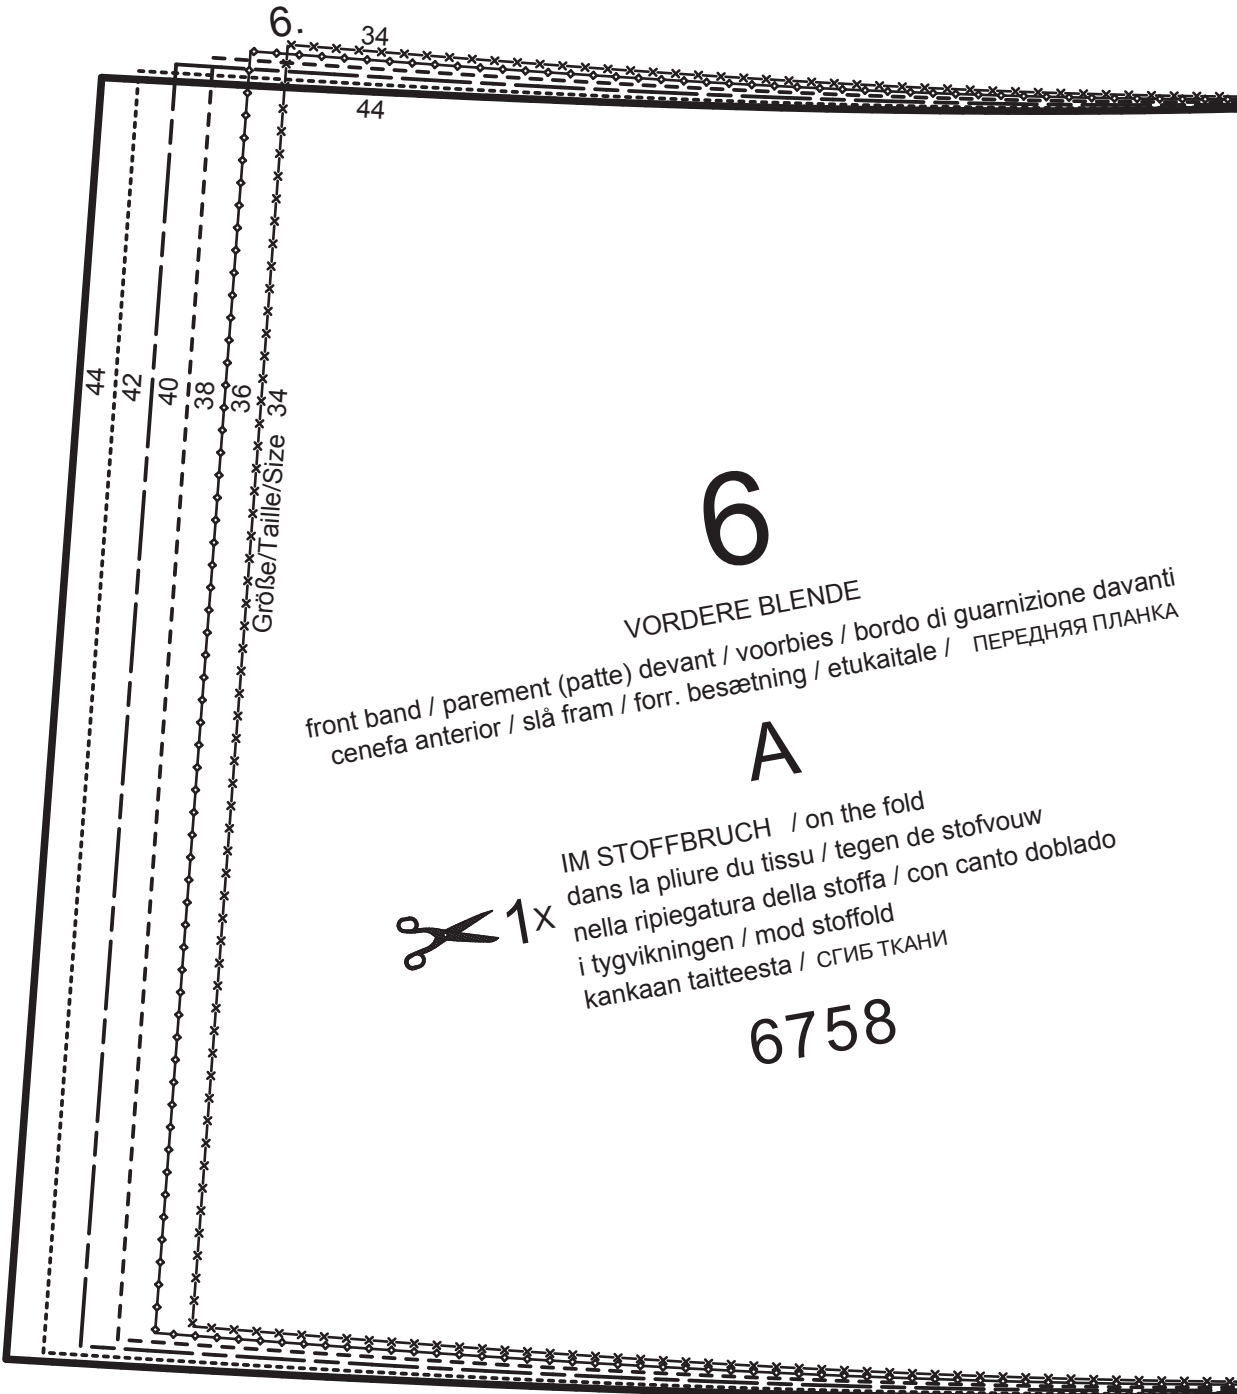 6.
34
44
44
42
40
38
36
34
Größe/Taille/Size
6
VORDERE BLENDE
front band / parement (patte) devant / voorbies / bordo di guarnizione davanti
cenefa anterior / slå fram / forr. besætning / etukaitale / ПЕРЕДНЯЯ ПЛАНКА
A
IM STOFFBRUCH / on the fold
dans la pliure du tissu / tegen de stofvouw
1x nella ripiegatura della stoffa / con canto doblado
i tygvikningen / mod stoffold
kankaan taitteesta / СГИБ ТКАНИ
6758